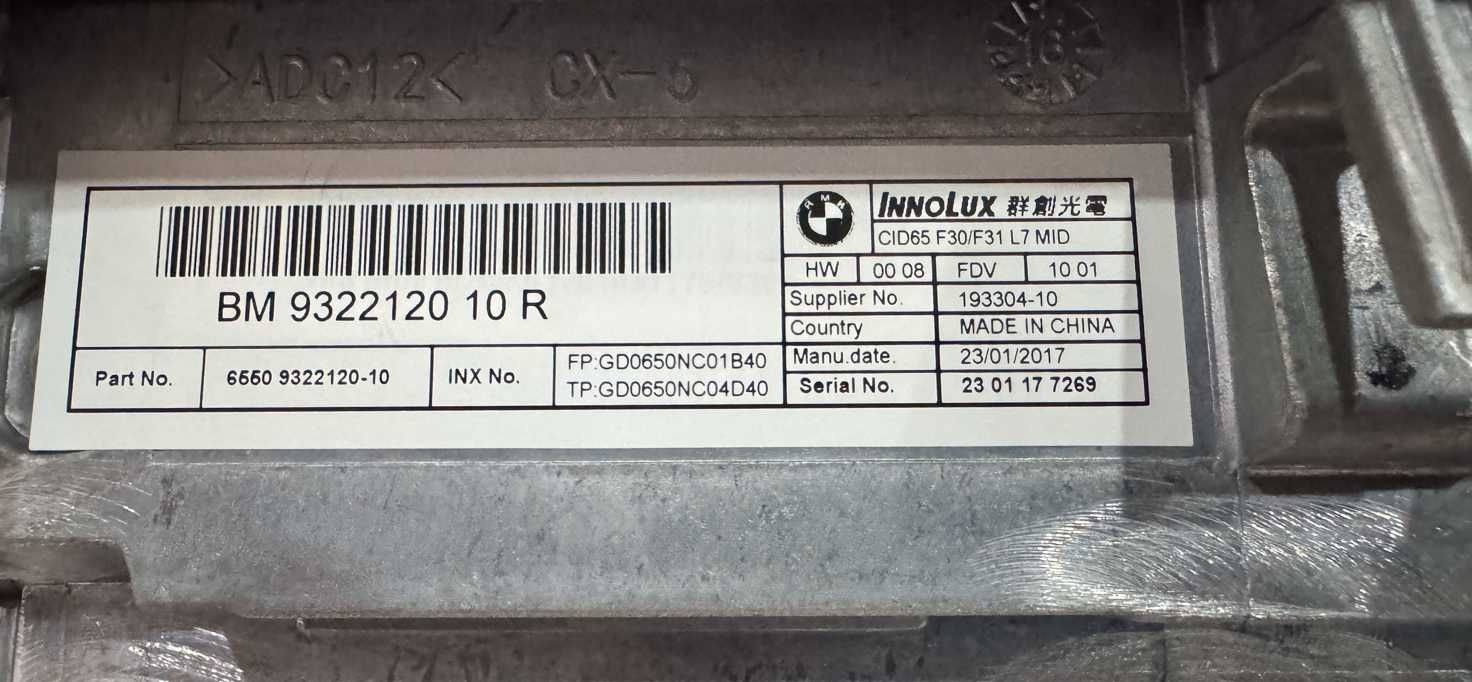 >ADC12< CX-5
BM 9322120 10 R
Part No. 6550 9322120-10 INX No. FP:GD0650NC01B40
TP:GD0650NC04D40
BMW
INNOLUX 群創光電
CID65 F30/F31 L7 MID
HW 00 08 FDV 10 01
Supplier No. 193304-10
Country MADE IN CHINA
Manu.date. 23/01/2017
Serial No. 23 01 17 7269